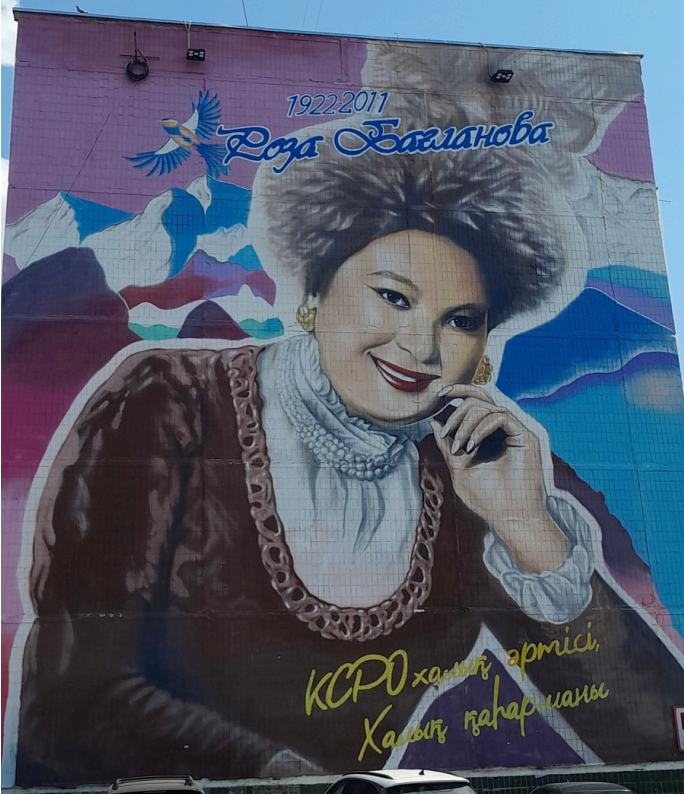 1922-2011
Роза Бағланова
КСРО халық әртісі,
Халық қаһарманы